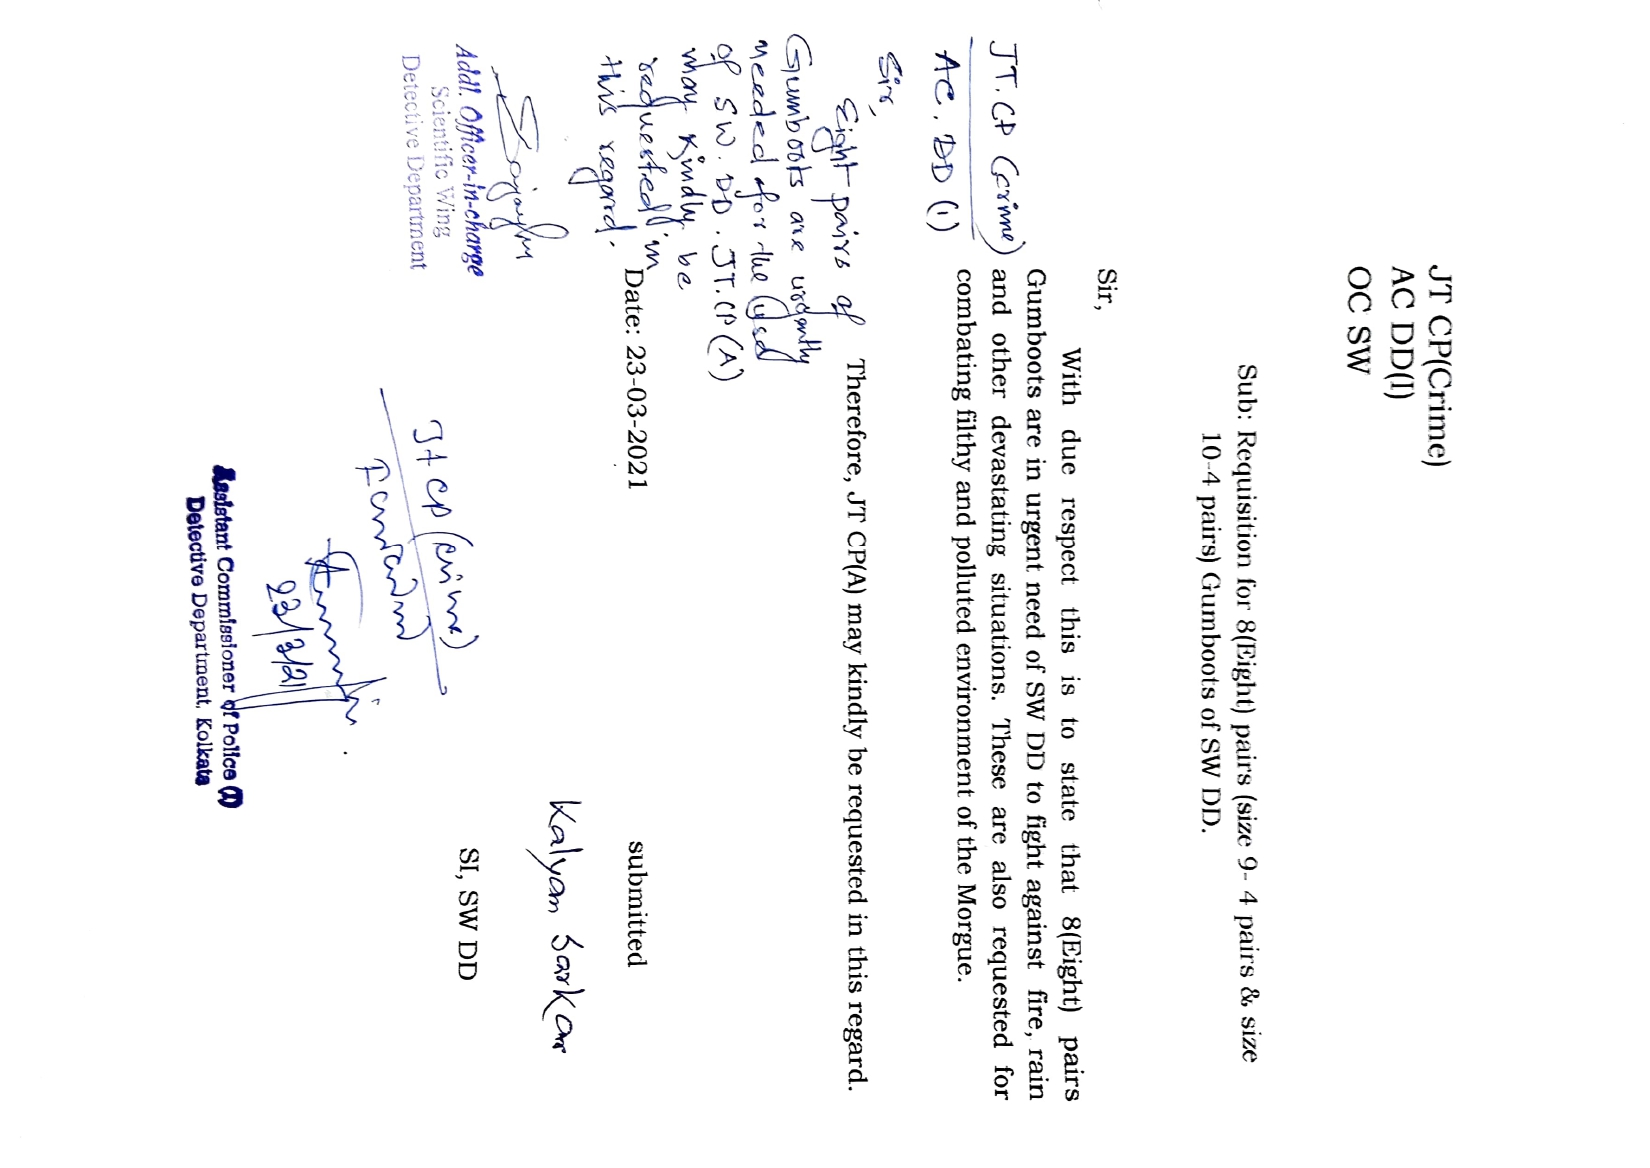 JT CP(Crime)
AC DD(I)
OC SW
Sub: Requisition for 8(Eight) pairs (size 9- 4 pairs & size
10-4 pairs) Gumboots of SW DD.
Sir,
With due respect this is to state that 8(Eight) pairs
Gumboots are in urgent need of SW DD to fight against fire, rain
and other devastating situations. These are also requested for
combating filthy and polluted environment of the Morgue.
Therefore, JT CP(A) may kindly be requested in this regard.
JT. CP (crime)
AC. DD (1)
Sir,
Eight pairs of
Gumboots are urgently
needed for the used
of SW. DD. JT. CP (A)
may kindly be
requested in
this regard.
Addl. Officer-in-charge
Scientific Wing
Detective Department
Date: 23-03-2021
submitted
Kalyan Sarkar
SI, SW DD
Jt CP (crime)
23/3/21
Assistant Commissioner of Police (I)
Detective Department, Kolkata